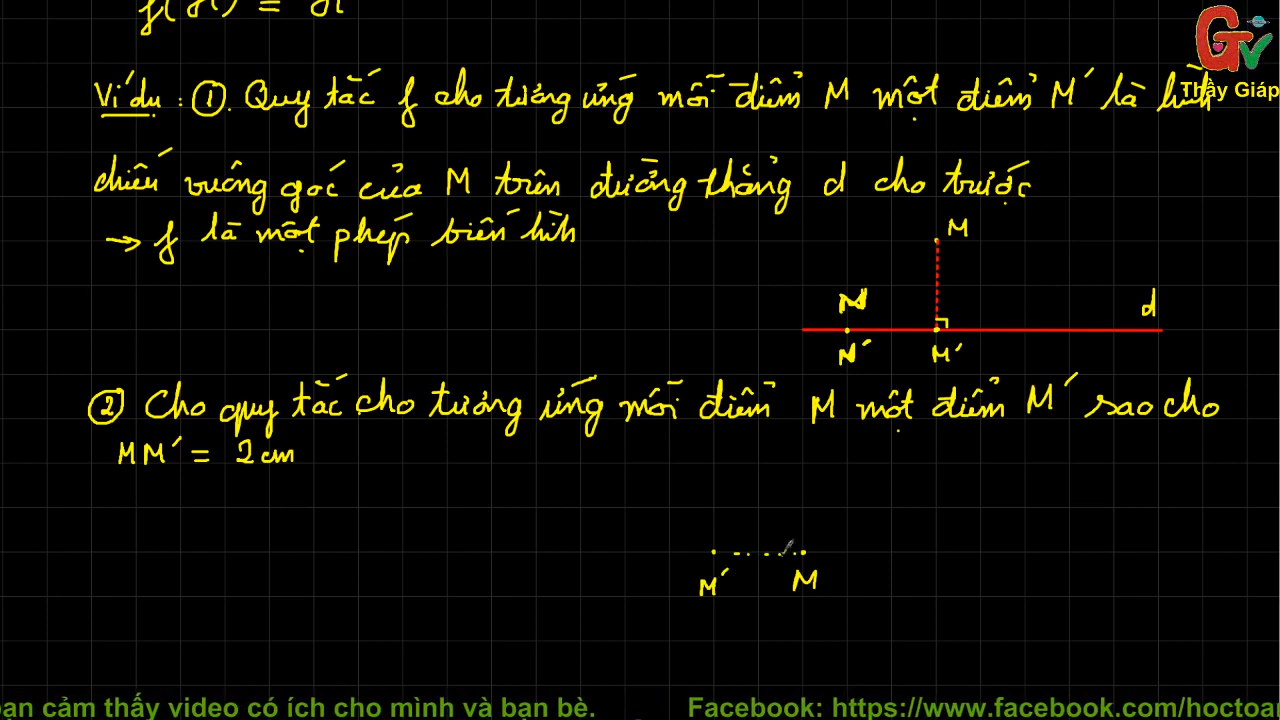 f(H) = H'
Ví dụ : ①. Quy tắc f cho tương ứng mỗi điểm M một điểm M' là hình
chiếu vuông góc của M trên đường thẳng d cho trước
→ f là một phép biến hình
M
N
d
N'
M'
② Cho quy tắc cho tương ứng mỗi điểm M một điểm M' sao cho
MM' = 2cm
M'
M
GTV
Thầy Giáp
ạn cảm thấy video có ích cho mình và bạn bè.
Facebook: https://www.facebook.com/hoctoan